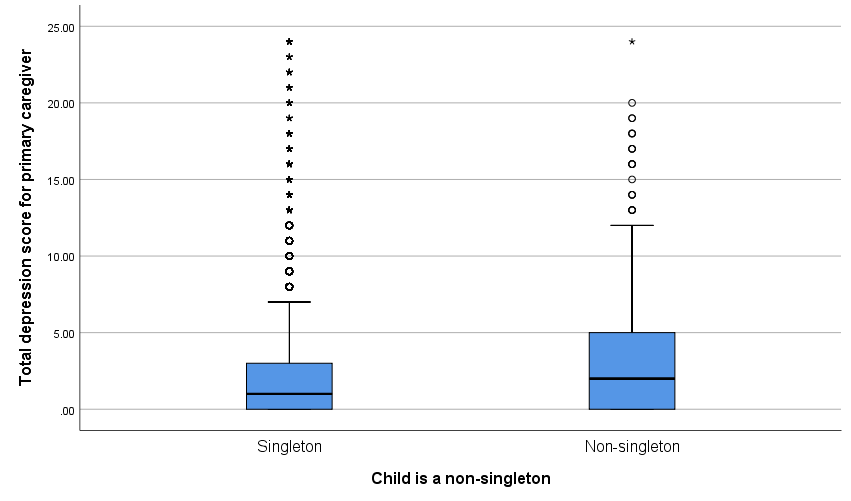 Total depression score for primary caregiver
25.00
20.00
15.00
10.00
5.00
.00
Singleton
Non-singleton
Child is a non-singleton